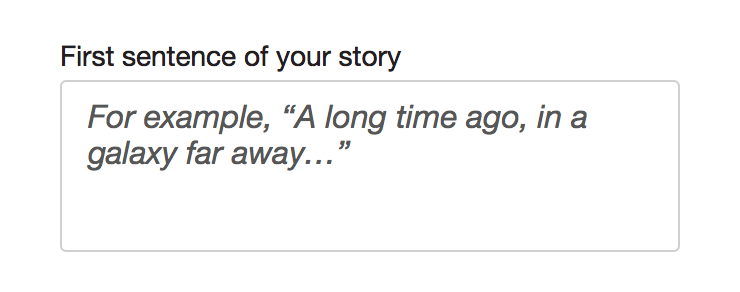 First sentence of your story
For example, “A long time ago, in a
galaxy far away…”